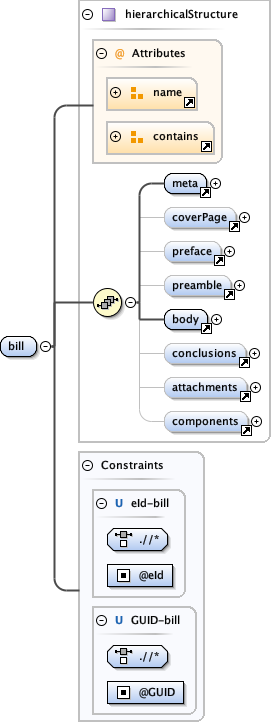 hierarchicalStructure
@ Attributes
name
contains
meta
coverPage
preface
preamble
bill
body
conclusions
attachments
components
Constraints
U eId-bill
.//*
@eId
U GUID-bill
.//*
@GUID